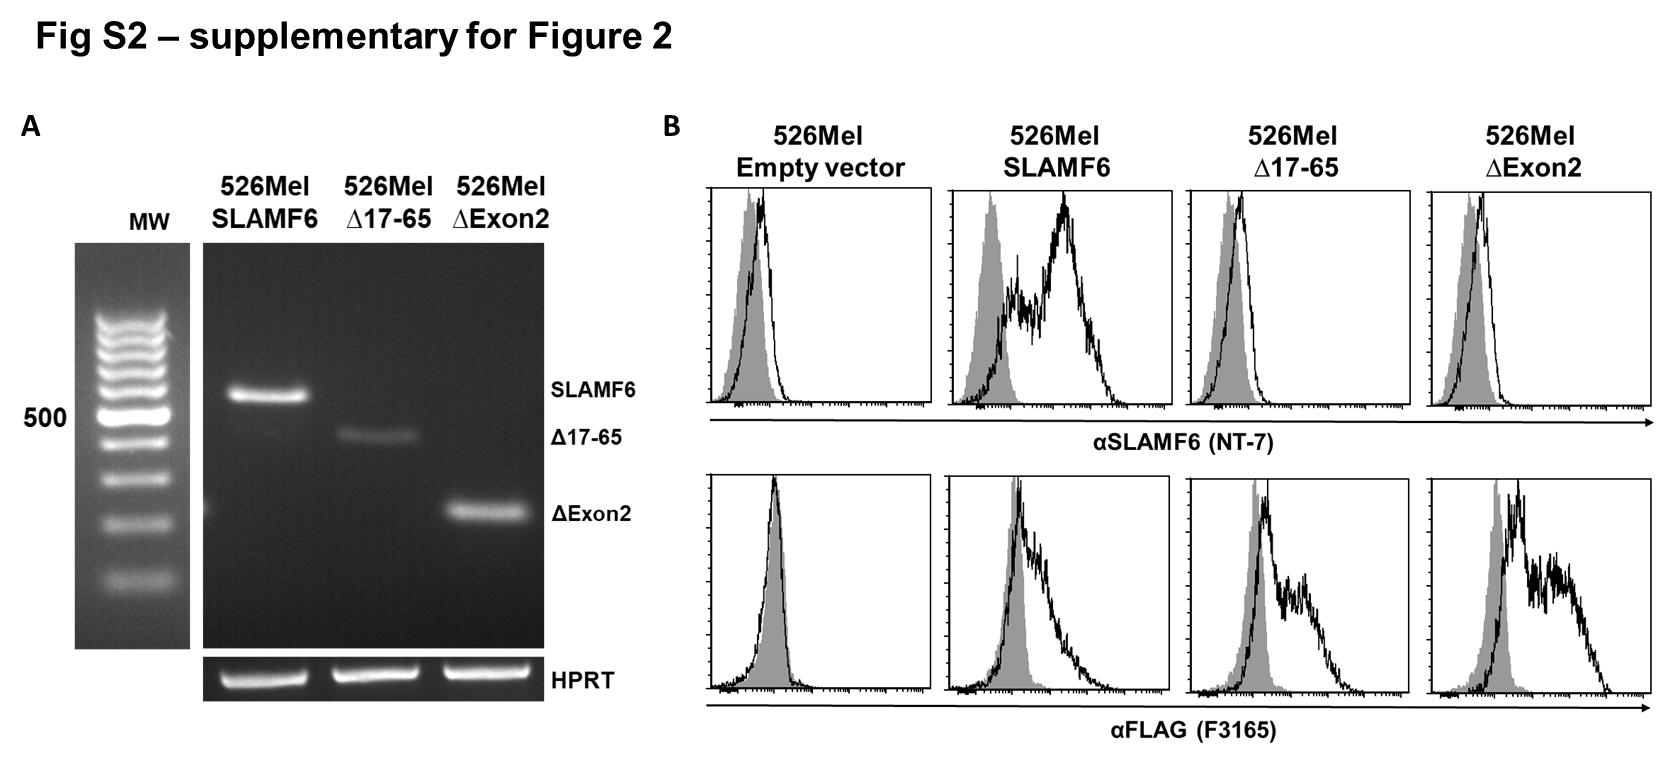 Fig S2 – supplementary for Figure 2
A
MW
526Mel
SLAMF6
526Mel
Δ17-65
526Mel
ΔExon2
500
SLAMF6
Δ17-65
ΔExon2
HPRT
B
526Mel
Empty vector
526Mel
SLAMF6
526Mel
Δ17-65
526Mel
ΔExon2
αSLAMF6 (NT-7)
αFLAG (F3165)